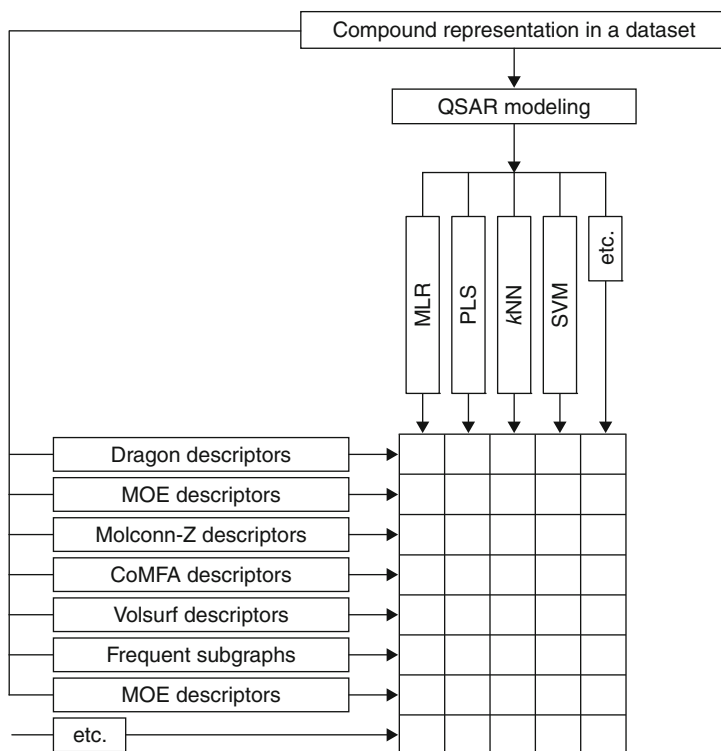 Compound representation in a dataset
QSAR modeling
MLR
PLS
kNN
SVM
etc.
Dragon descriptors
MOE descriptors
Molconn-Z descriptors
CoMFA descriptors
Volsurf descriptors
Frequent subgraphs
MOE descriptors
etc.